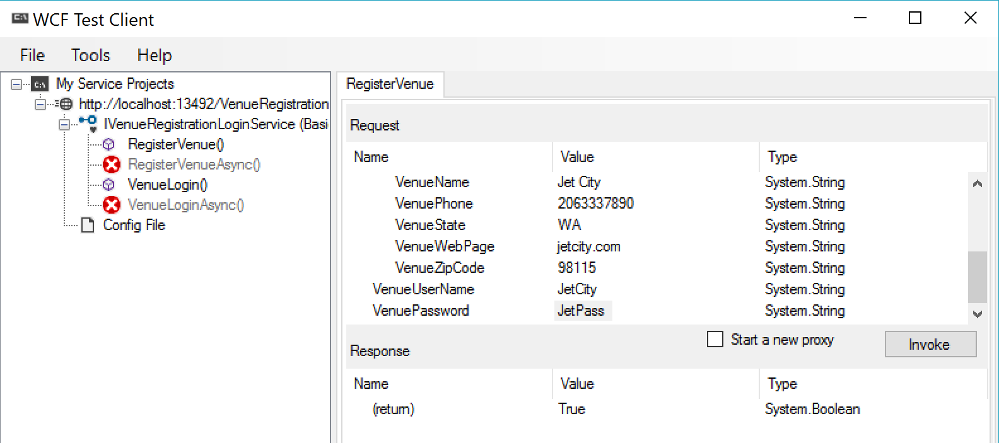 WCF Test Client
File Tools Help
My Service Projects
http://localhost:13492/VenueRegistration
IVenueRegistrationLoginService (Basi
RegisterVenue()
RegisterVenueAsync()
VenueLogin()
VenueLoginAsync()
Config File
RegisterVenue
Request
Name Value Type
VenueName Jet City System.String
VenuePhone 2063337890 System.String
VenueState WA System.String
VenueWebPage jetcity.com System.String
VenueZipCode 98115 System.String
VenueUserName JetCity System.String
VenuePassword JetPass System.String
Start a new proxy Invoke
Response
Name Value Type
(return) True System.Boolean